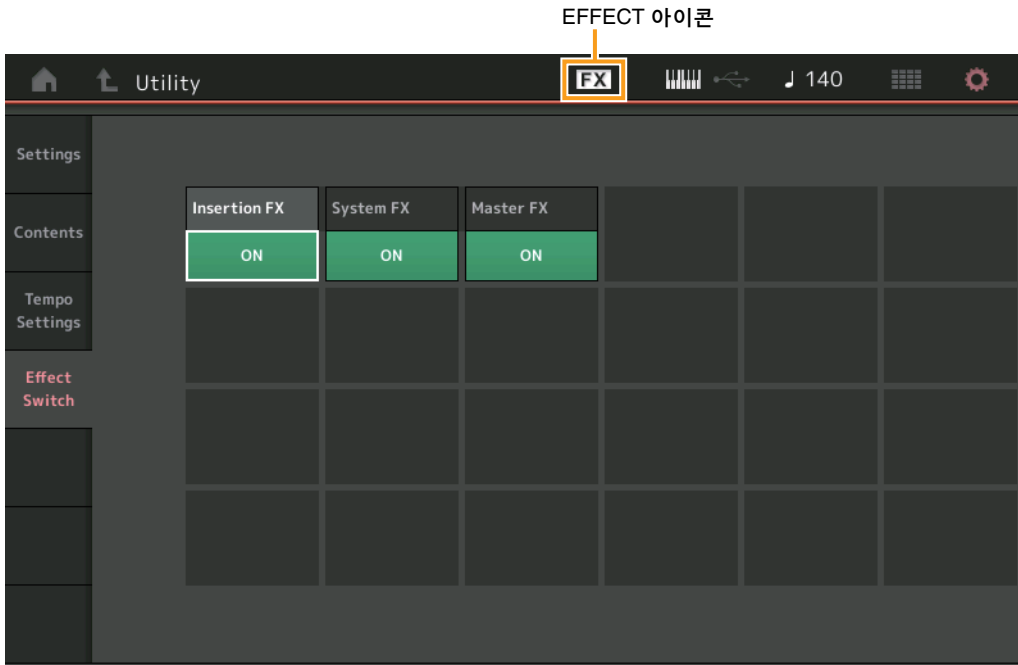 EFFECT 아이콘
Utility
FX
140
Settings
Contents
Tempo
Settings
Effect
Switch
Insertion FX
System FX
Master FX
ON
ON
ON